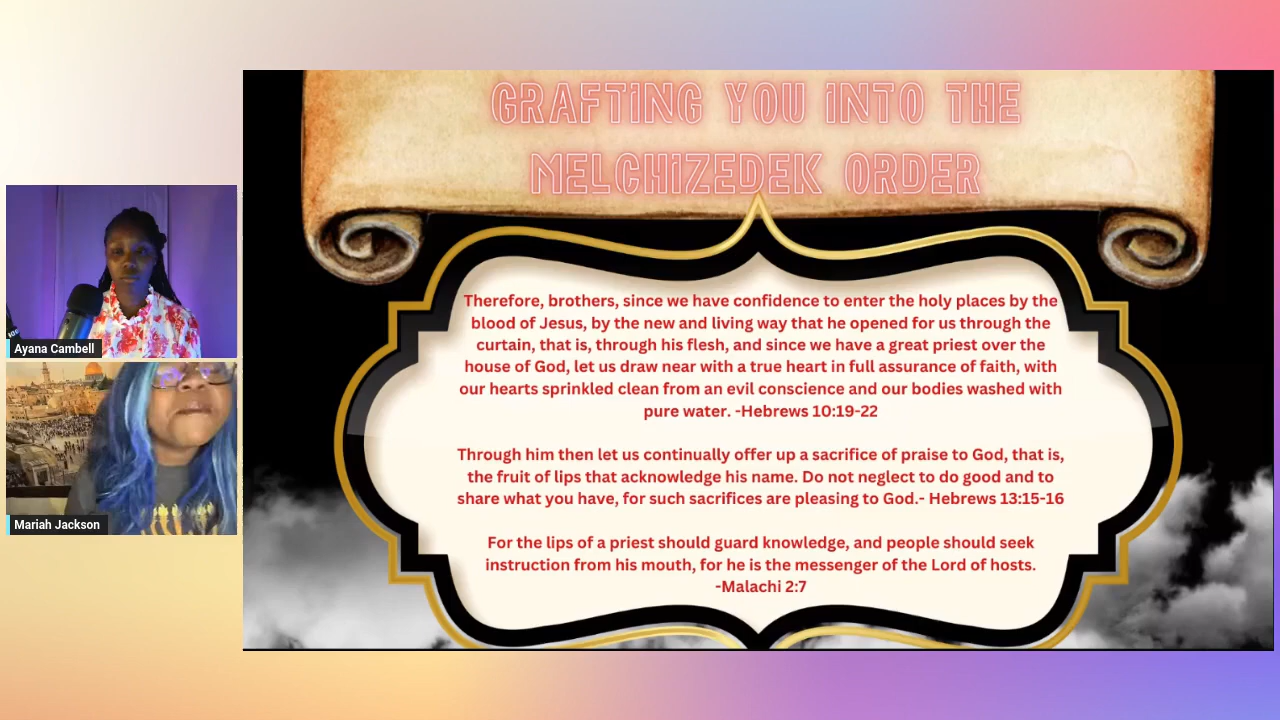 GRAFTING YOU INTO THE
MELCHIZEDEK ORDER
Therefore, brothers, since we have confidence to enter the holy places by the
blood of Jesus, by the new and living way that he opened for us through the
curtain, that is, through his flesh, and since we have a great priest over the
house of God, let us draw near with a true heart in full assurance of faith, with
our hearts sprinkled clean from an evil conscience and our bodies washed with
pure water. -Hebrews 10:19-22
Through him then let us continually offer up a sacrifice of praise to God, that is,
the fruit of lips that acknowledge his name. Do not neglect to do good and to
share what you have, for such sacrifices are pleasing to God.- Hebrews 13:15-16
For the lips of a priest should guard knowledge, and people should seek
instruction from his mouth, for he is the messenger of the Lord of hosts.
-Malachi 2:7
Ayana Cambell
Mariah Jackson